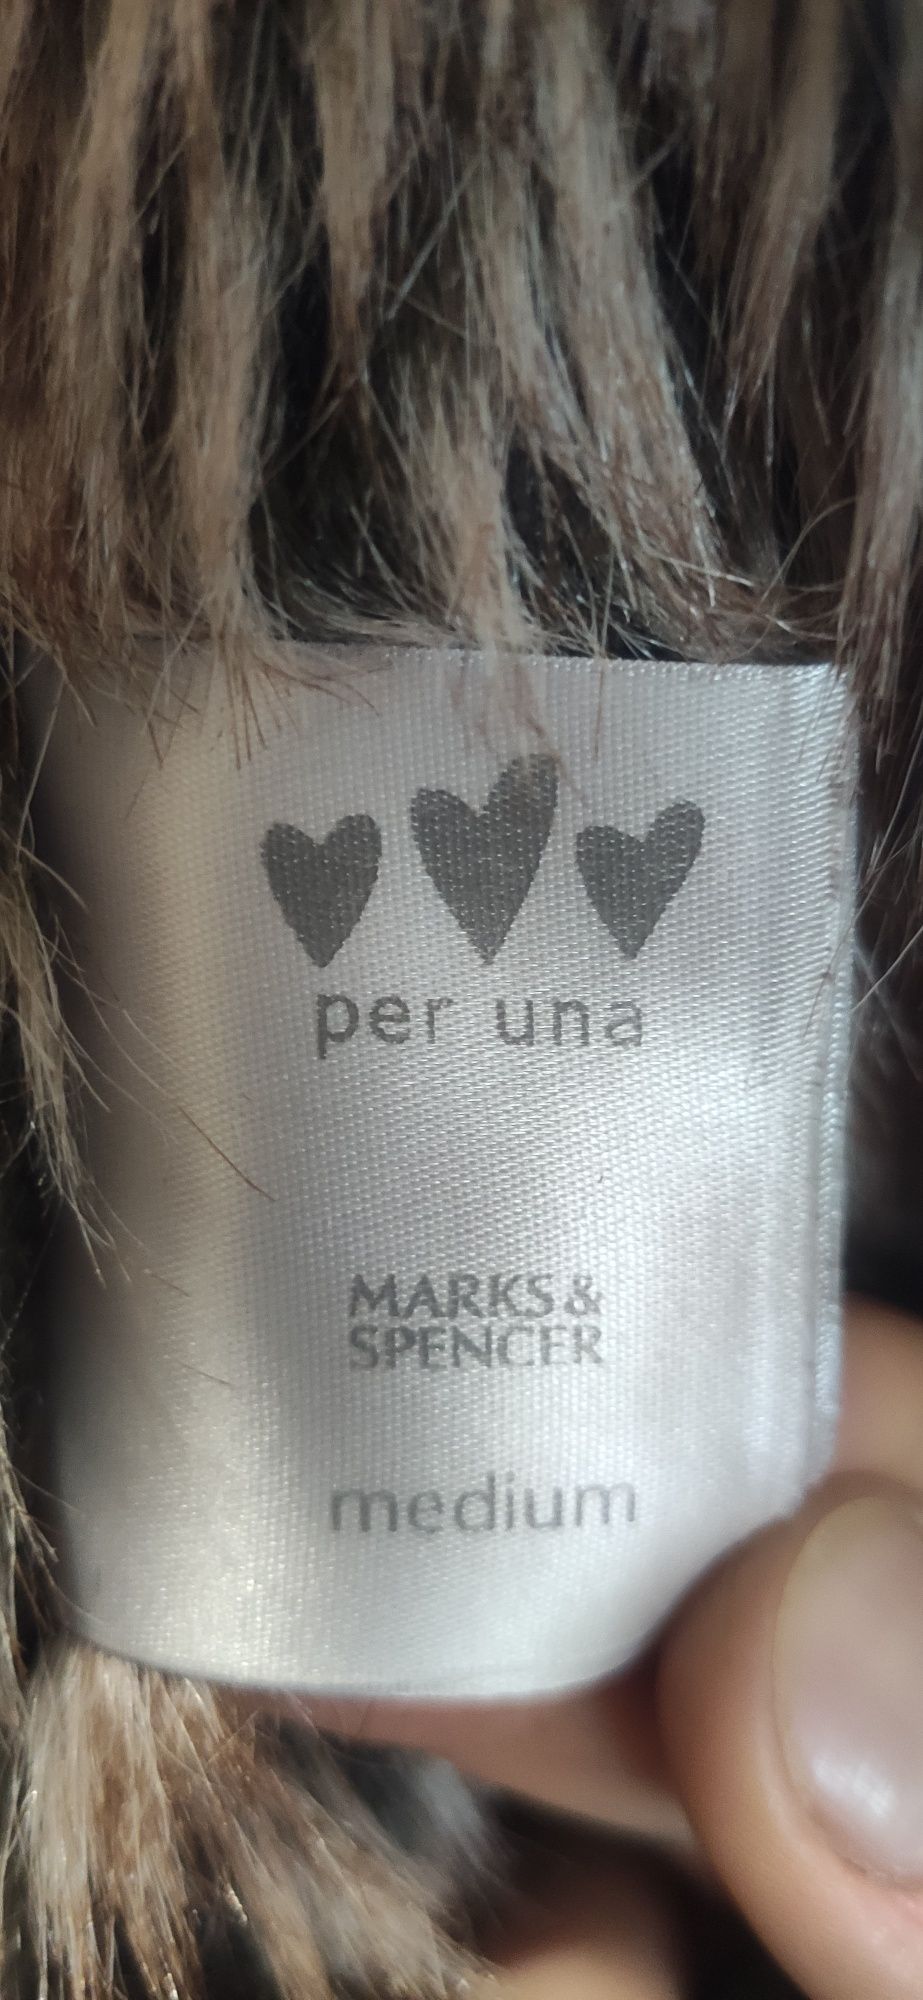 per una
MARKS &
SPENCER
medium